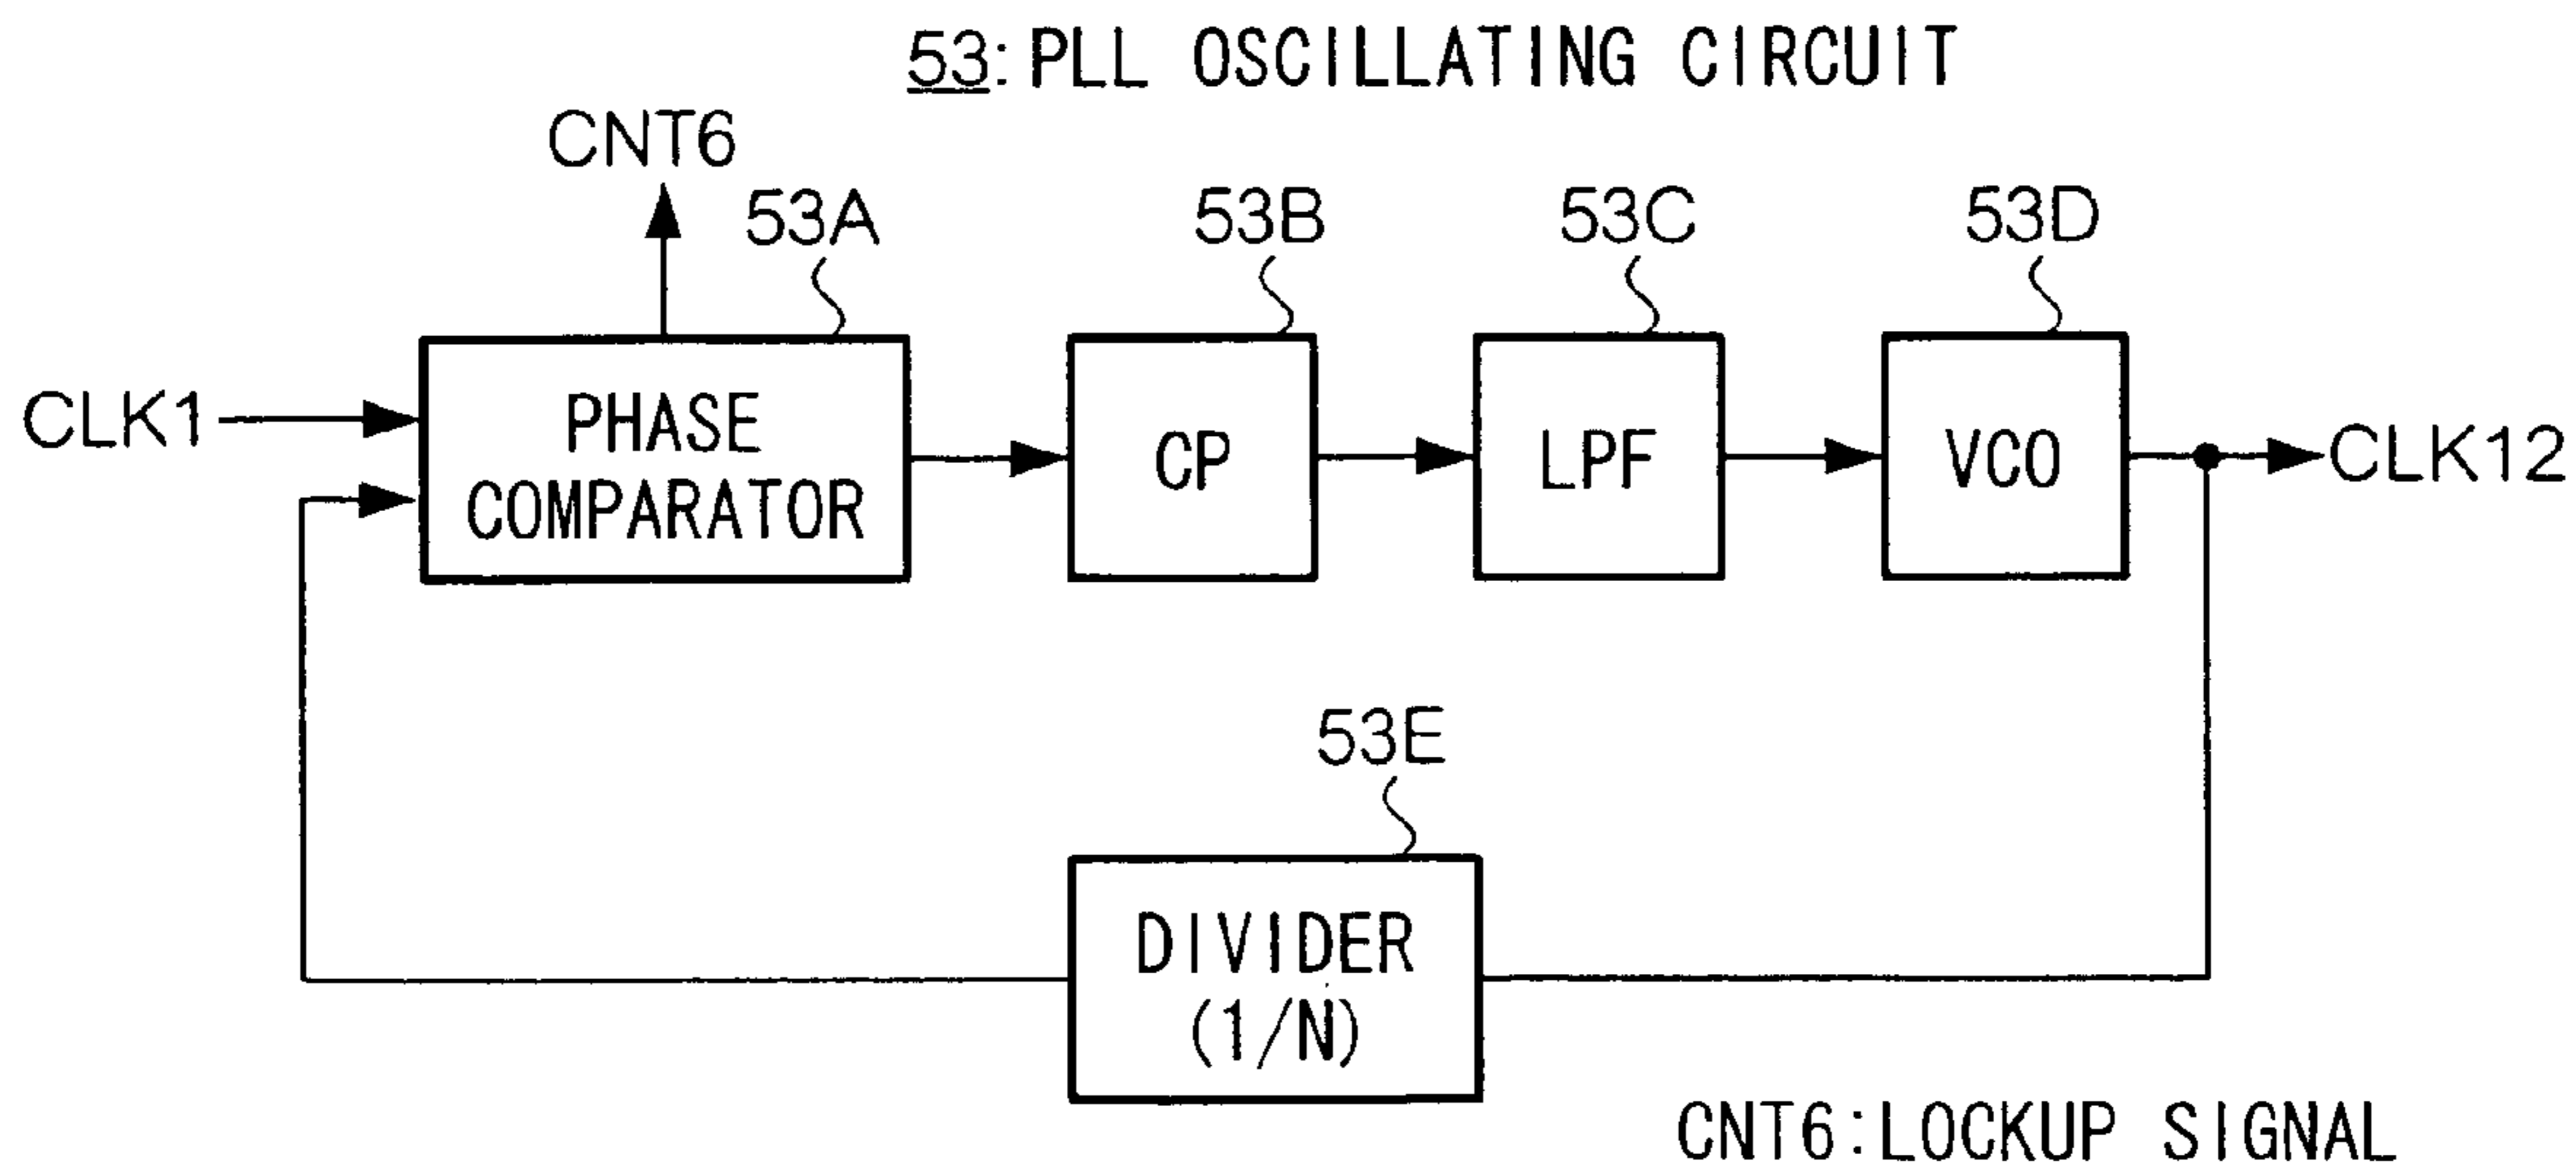 53: PLL OSCILLATING CIRCUIT
CNT6
53A
53B
53C
53D
CLK1
PHASE
COMPARATOR
CP
LPF
VCO
CLK12
53E
DIVIDER
(1/N)
CNT6: LOCKUP SIGNAL